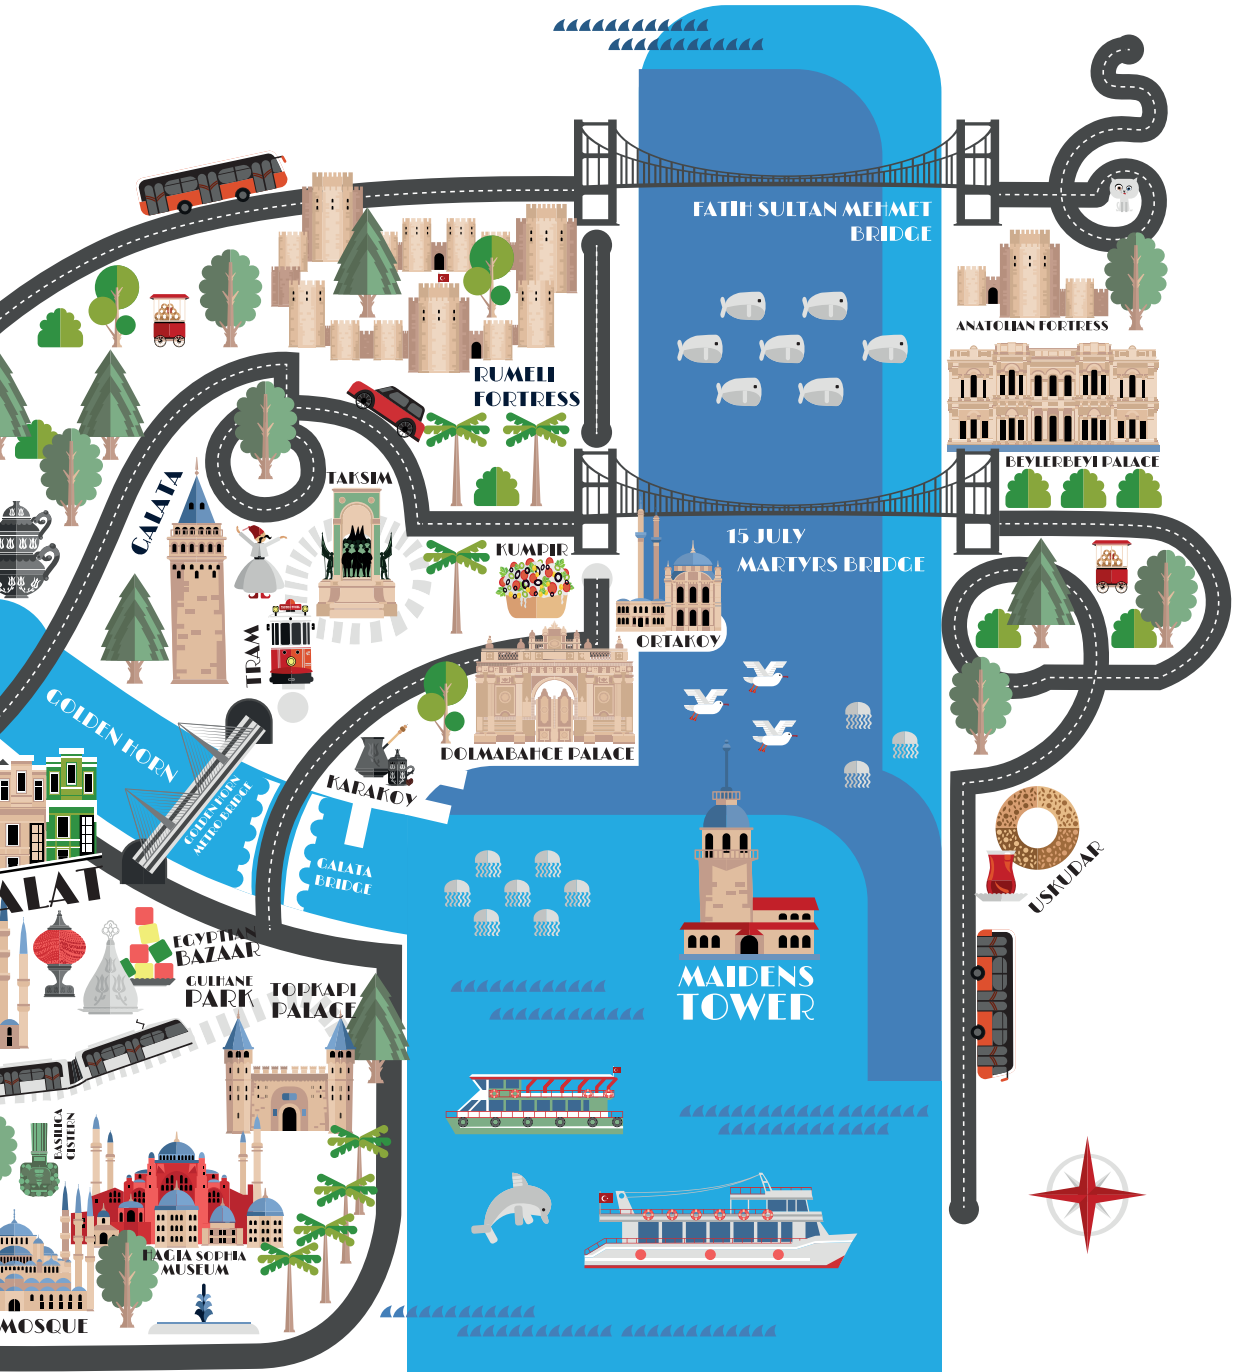 FATIH SULTAN MEHMET
BRIDGE
ANATOLIAN FORTRESS
RUMELI
FORTRESS
BEYLERBEYI PALACE
TAKSIM
GALATA
15 JULY
MARTYRS BRIDGE
KUMPIR
ORTAKOY
TRAM
GOLDEN HORN
DOLMABAHCE PALACE
KARAKOY
GOLDEN HORN
METRO BRIDGE
GALATA
BRIDGE
ALAT
USKUDAR
EGYPTIAN
BAZAAR
GULHANE
PARK
TOPKAPI
PALACE
MAIDENS
TOWER
BASILICA
CISTERN
HAGIA SOPHIA
MUSEUM
MOSQUE